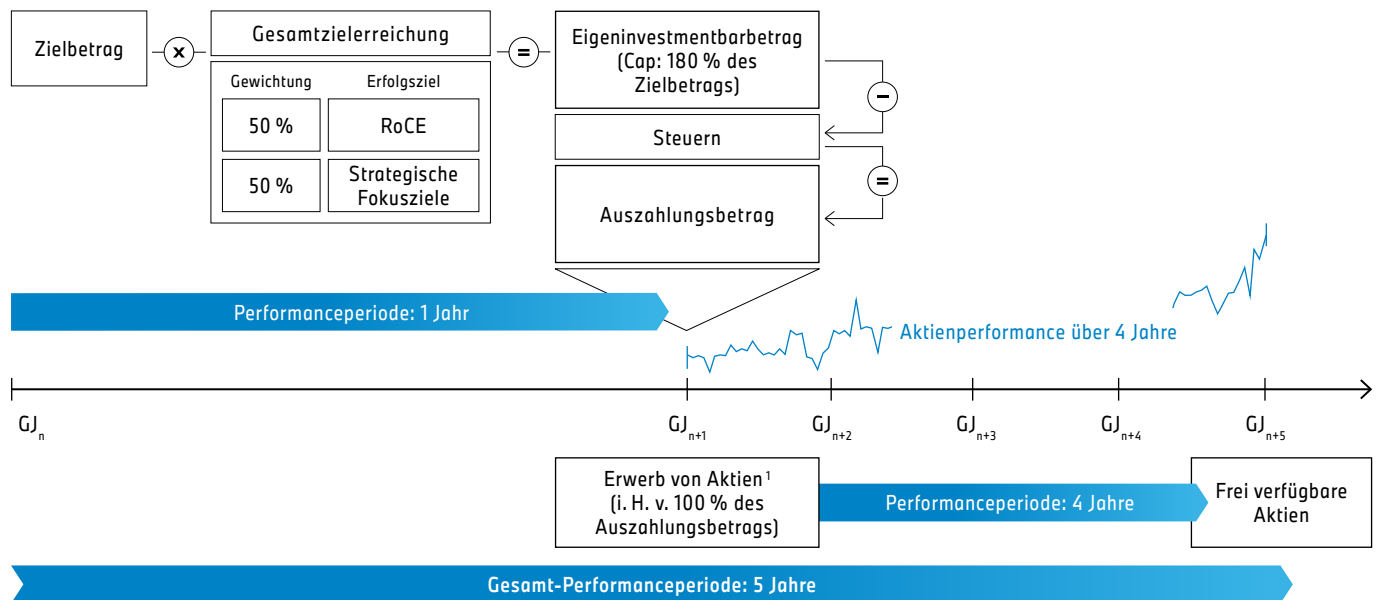 Zielbetrag
x
Gesamtzielerreichung
=
Eigeninvestmentbarbetrag
(Cap: 180 % des
Zielbetrags)
Gewichtung
Erfolgsziel
50 %
RoCE
50 %
Strategische
Fokusziele
−
Steuern
=
Auszahlungsbetrag
Performanceperiode: 1 Jahr
Aktienperformance über 4 Jahre
GJn
GJn+1
GJn+2
GJn+3
GJn+4
GJn+5
Erwerb von Aktien¹
(i. H. v. 100 % des
Auszahlungsbetrags)
Performanceperiode: 4 Jahre
Frei verfügbare
Aktien
Gesamt-Performanceperiode: 5 Jahre